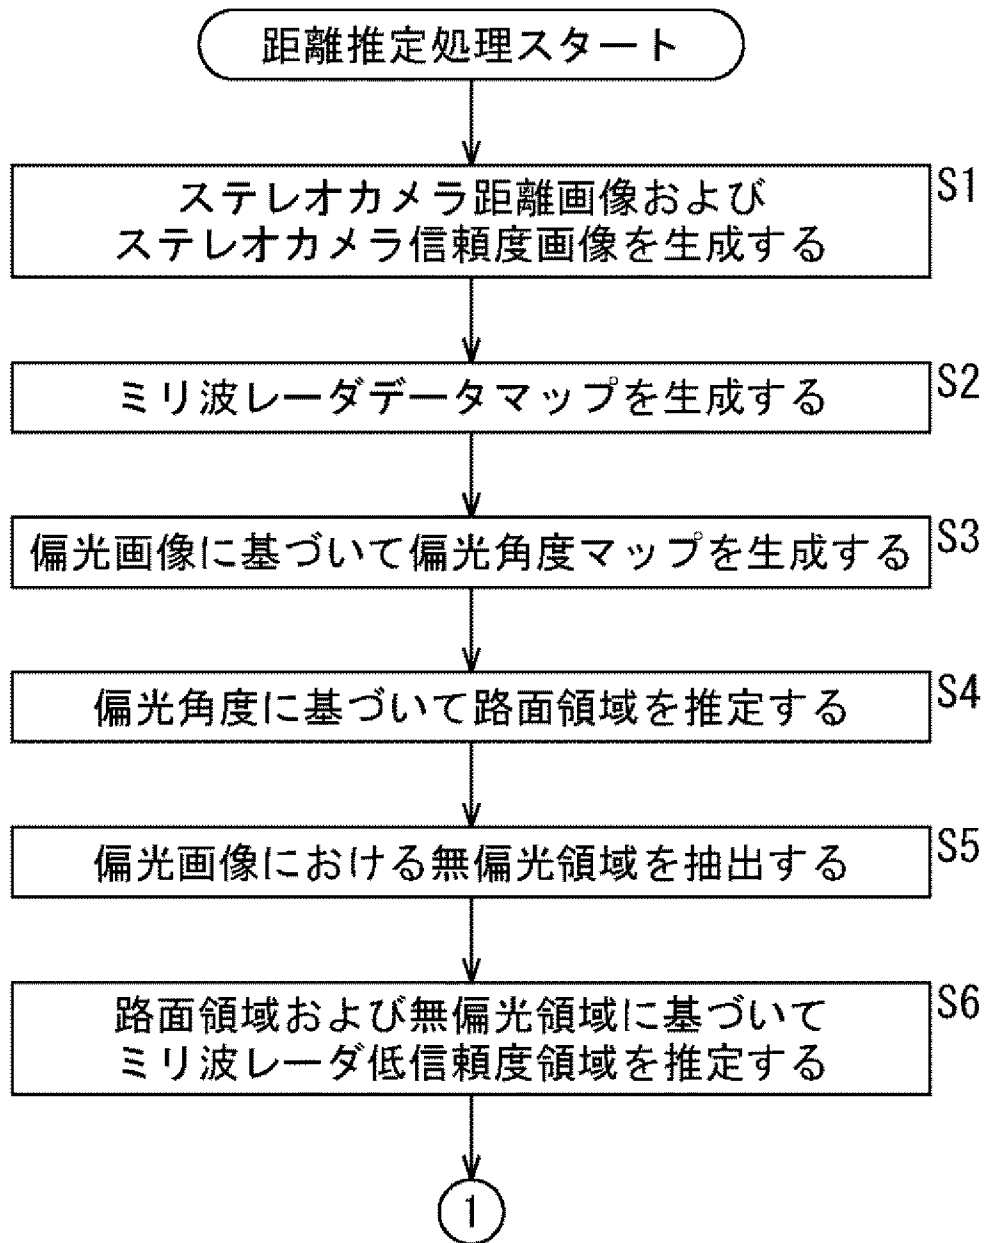 距離推定処理スタート
ステレオカメラ距離画像および
ステレオカメラ信頼度画像を生成する
S1
ミリ波レーダデータマップを生成する
S2
偏光画像に基づいて偏光角度マップを生成する
S3
偏光角度に基づいて路面領域を推定する
S4
偏光画像における無偏光領域を抽出する
S5
路面領域および無偏光領域に基づいて
ミリ波レーダ低信頼度領域を推定する
S6
1